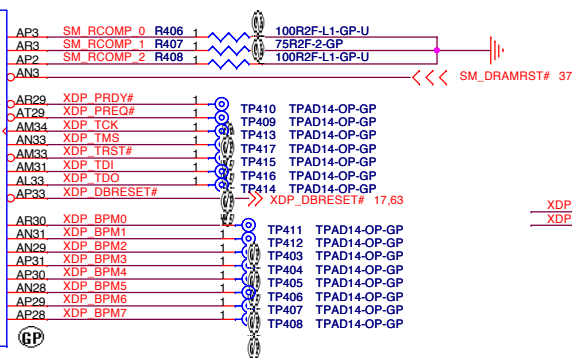 AP3 SM_RCOMP_0 R406 1 100R2F-L1-GP-U
AR3 SM_RCOMP_1 R407 1 75R2F-2-GP
AP2 SM_RCOMP_2 R408 1 100R2F-L1-GP-U
AN3 SM_DRAMRST# 37
AR29 XDP_PRDY# 1 TP410 TPAD14-OP-GP
AT29 XDP_PREQ# 1 TP409 TPAD14-OP-GP
AM34 XDP_TCK 1 TP413 TPAD14-OP-GP
AN33 XDP_TMS 1 TP417 TPAD14-OP-GP
AM33 XDP_TRST# 1 TP415 TPAD14-OP-GP
AM31 XDP_TDI 1 TP416 TPAD14-OP-GP
AL33 XDP_TDO 1 TP414 TPAD14-OP-GP
AP33 XDP_DBRESET# XDP_DBRESET# 17,63
XDP
XDP
AR30 XDP_BPM0 1 TP411 TPAD14-OP-GP
AN31 XDP_BPM1 1 TP412 TPAD14-OP-GP
AN29 XDP_BPM2 1 TP403 TPAD14-OP-GP
AP31 XDP_BPM3 1 TP404 TPAD14-OP-GP
AP30 XDP_BPM4 1 TP405 TPAD14-OP-GP
AN28 XDP_BPM5 1 TP406 TPAD14-OP-GP
AP29 XDP_BPM6 1 TP407 TPAD14-OP-GP
AP28 XDP_BPM7 1 TP408 TPAD14-OP-GP
GP